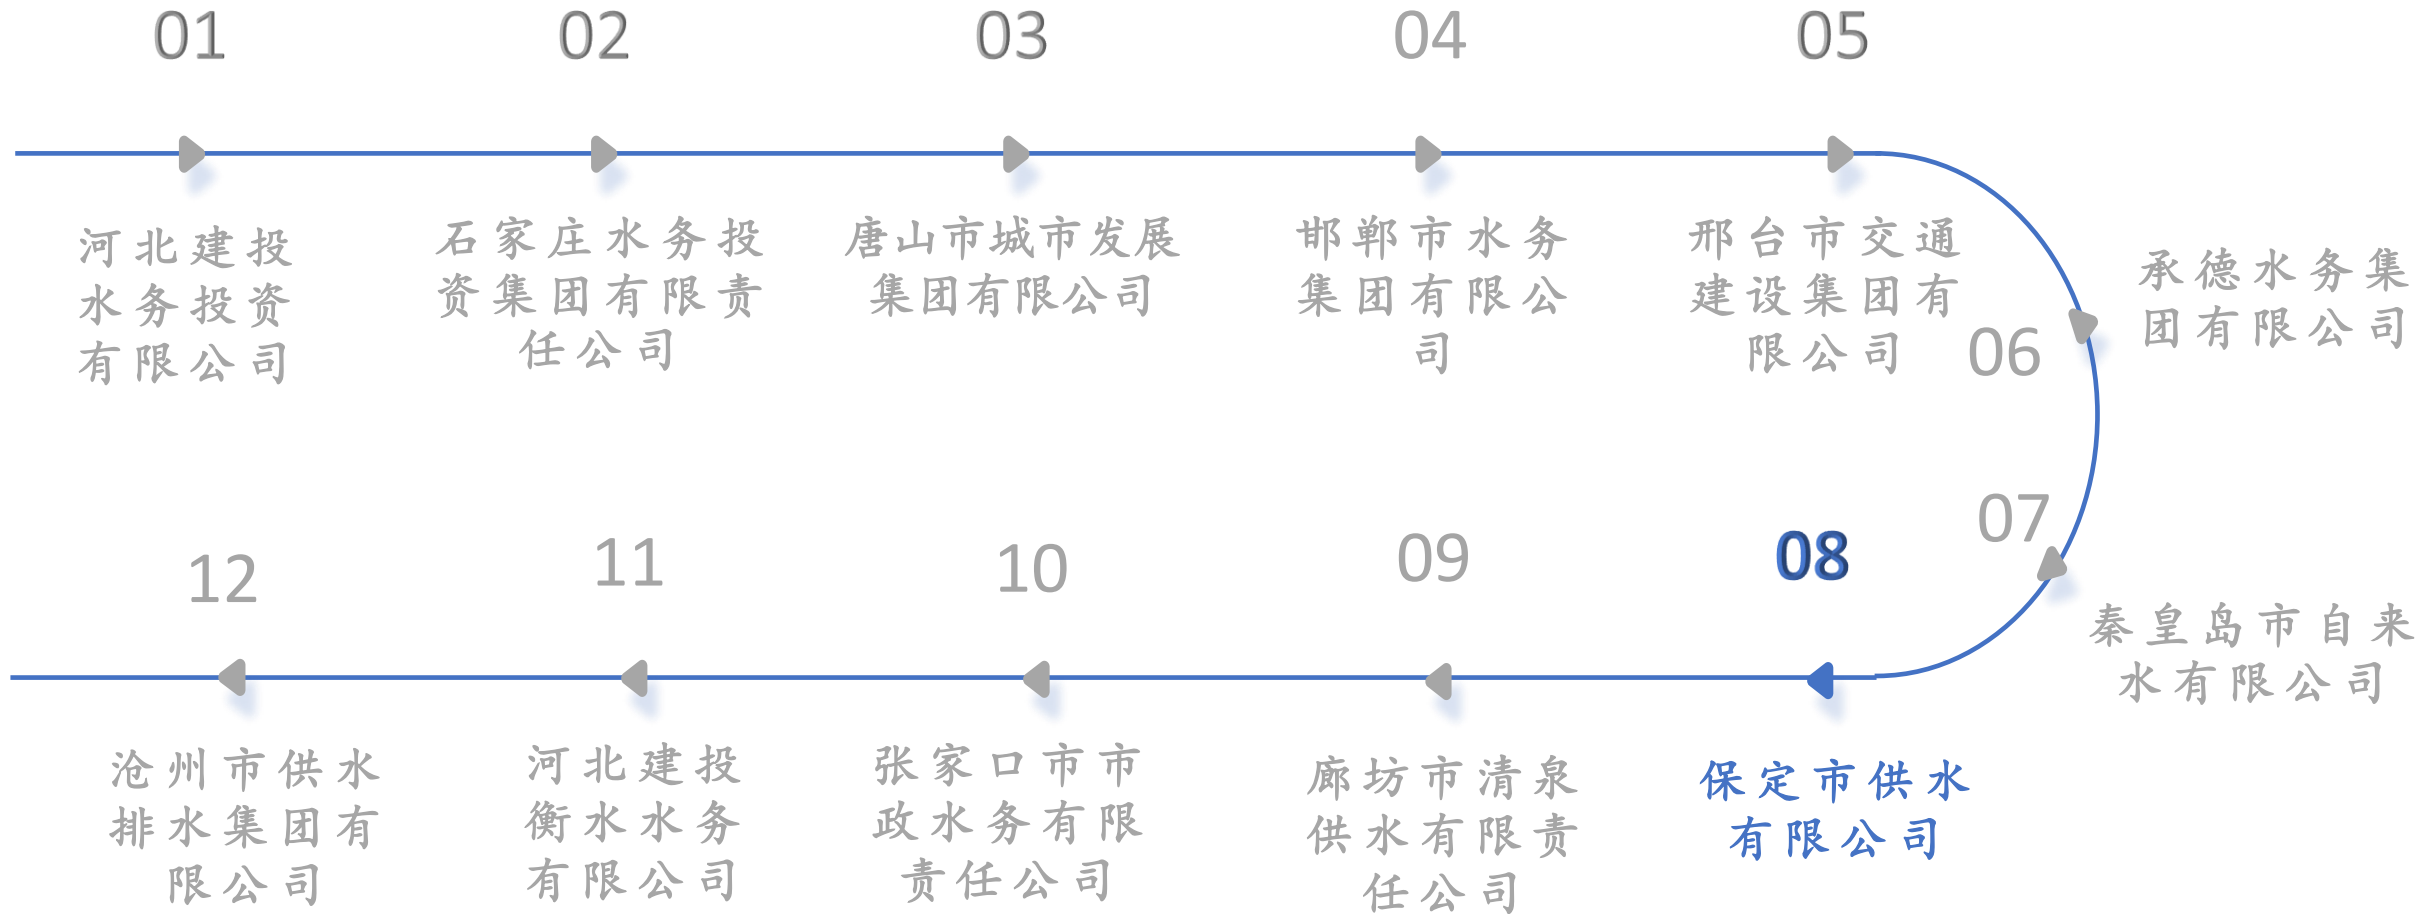 01
河北建投
水务投资
有限公司
02
石家庄水务投
资集团有限责
任公司
03
唐山市城市发展
集团有限公司
04
邯郸市水务
集团有限公
司
05
邢台市交通
建设集团有
限公司
06
承德水务集
团有限公司
07
秦皇岛市自来
水有限公司
08
保定市供水
有限公司
09
廊坊市清泉
供水有限责
任公司
10
张家口市市
政水务有限
责任公司
11
河北建投
衡水水务
有限公司
12
沧州市供水
排水集团有
限公司